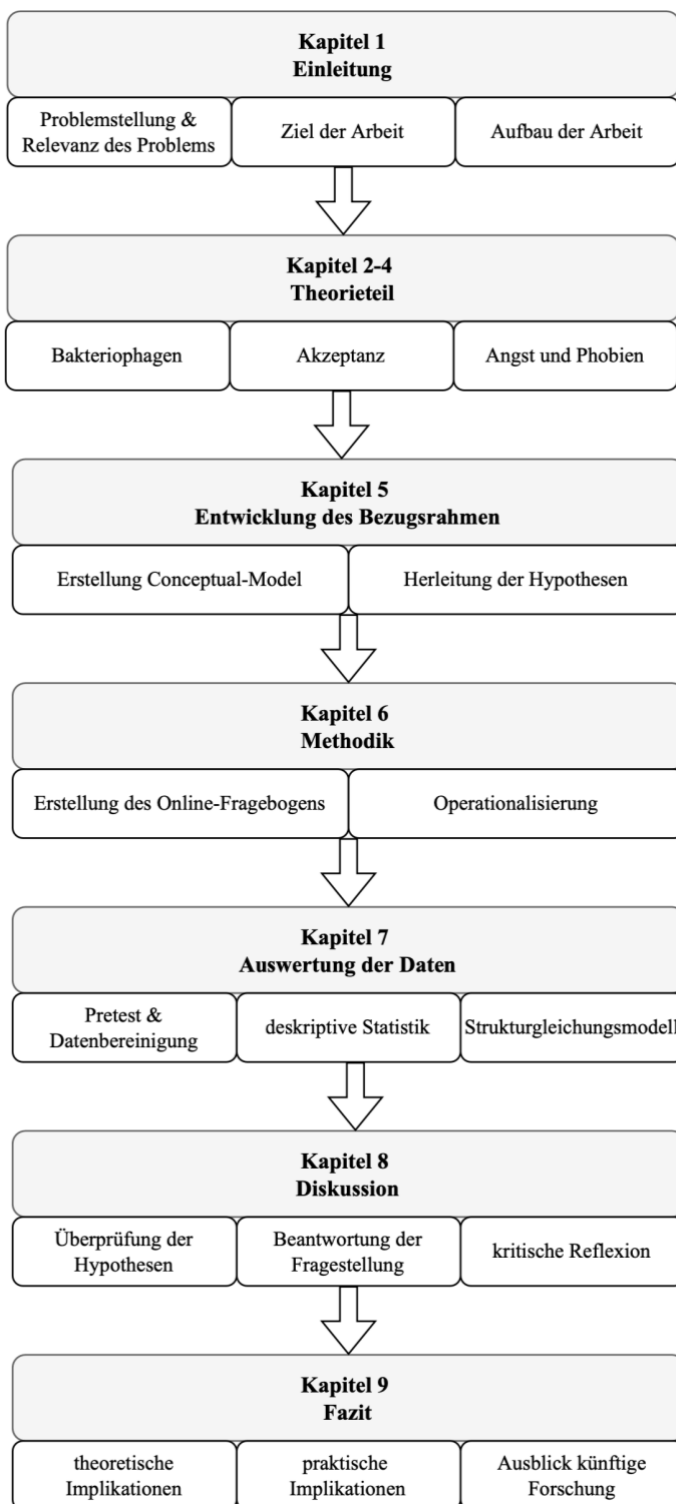 Kapitel 1
Einleitung
Problemstellung &
Relevanz des Problems
Ziel der Arbeit
Aufbau der Arbeit
Kapitel 2-4
Theorieteil
Bakteriophagen
Akzeptanz
Angst und Phobien
Kapitel 5
Entwicklung des Bezugsrahmen
Erstellung Conceptual-Model
Herleitung der Hypothesen
Kapitel 6
Methodik
Erstellung des Online-Fragebogens
Operationalisierung
Kapitel 7
Auswertung der Daten
Pretest &
Datenbereinigung
deskriptive Statistik
Strukturgleichungsmodell
Kapitel 8
Diskussion
Überprüfung der
Hypothesen
Beantwortung der
Fragestellung
kritische Reflexion
Kapitel 9
Fazit
theoretische
Implikationen
praktische
Implikationen
Ausblick künftige
Forschung